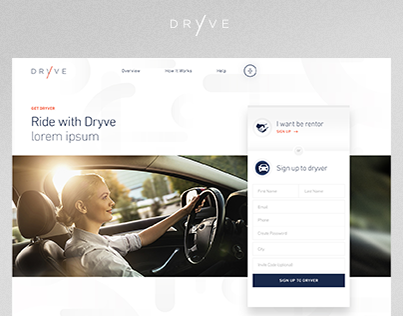 DRYVE
DRYVE
Overview How It Works Help
GET DRYVER
Ride with Dryve
lorem ipsum
I want be rentor
SIGN UP →
Sign up to dryver
First Name Last Name
Email
Phone
Create Password
City
Invite Code (optional)
SIGN UP TO DRYVER